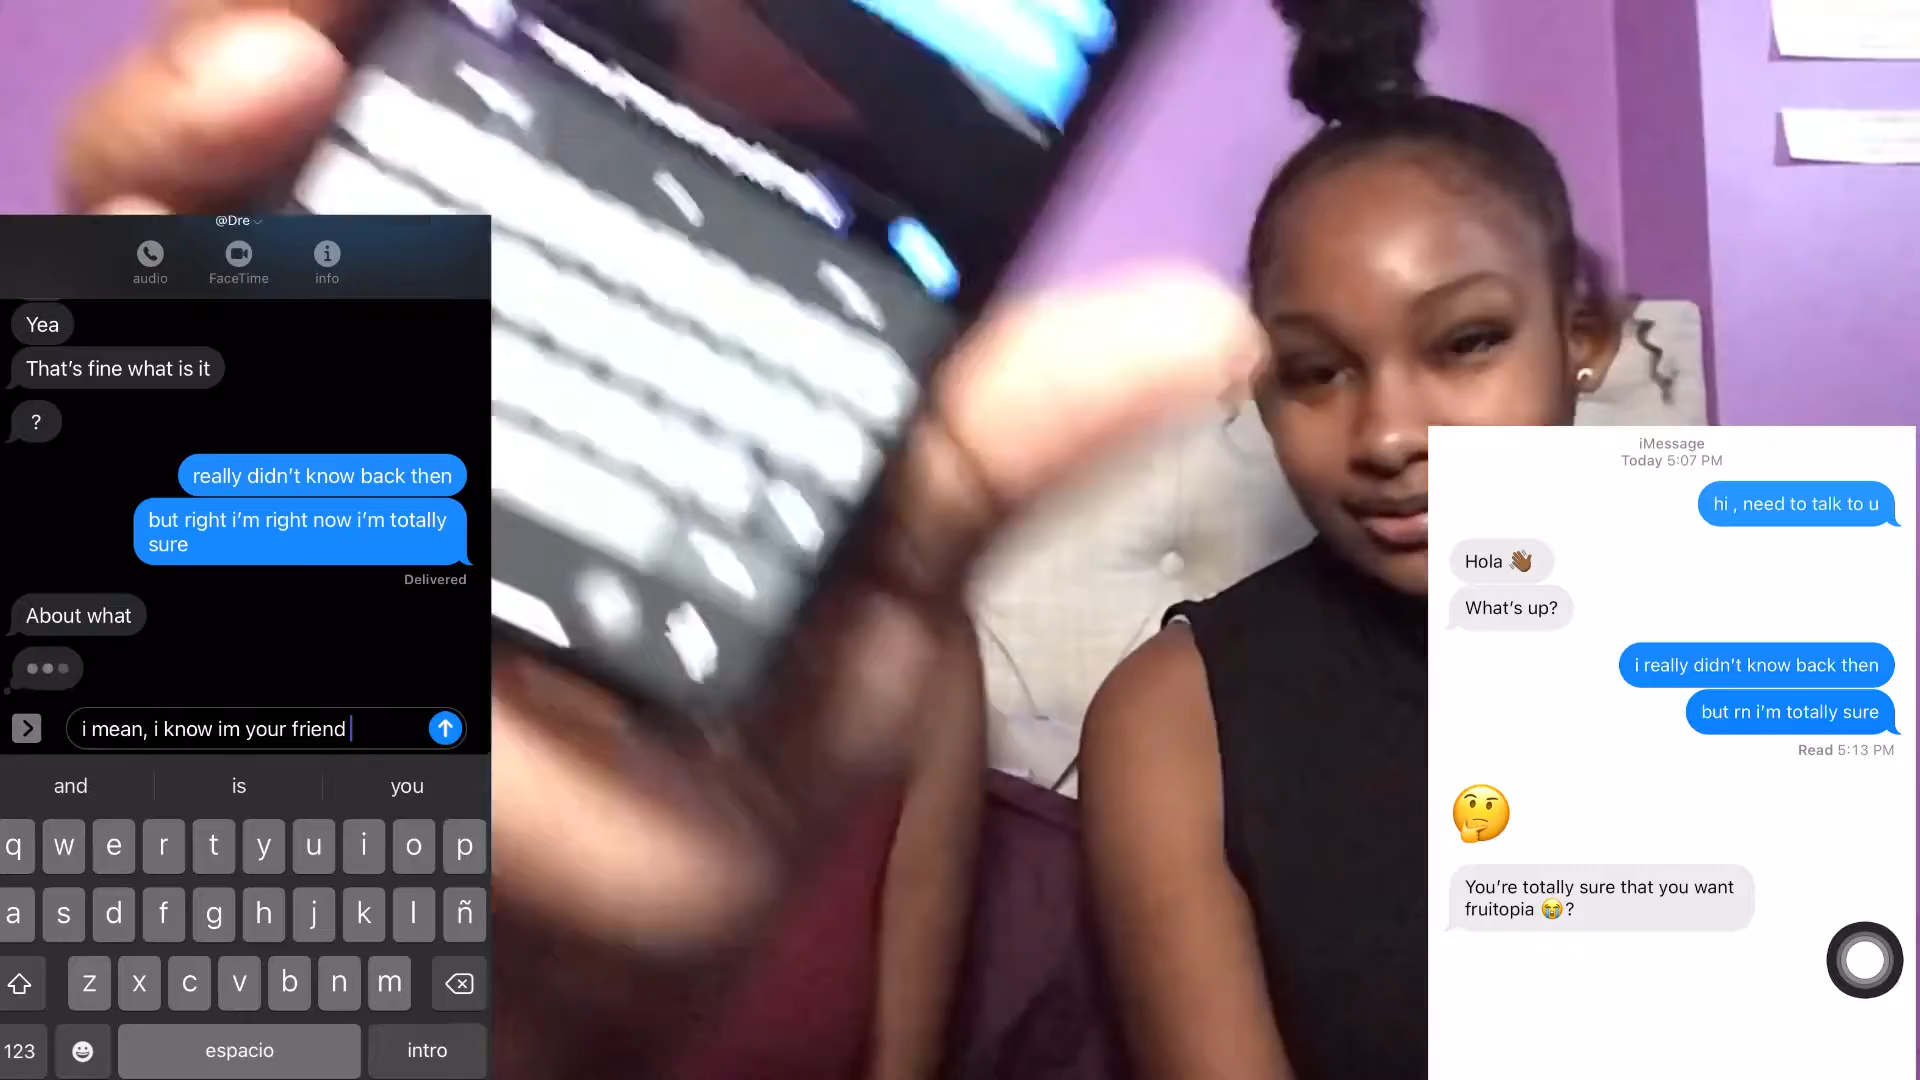 @Dre
audio FaceTime info
Yea
That’s fine what is it
?
really didn’t know back then
but right i’m right now i’m totally
sure
Delivered
About what
i mean, i know im your friend
and is you
q w e r t y u i o p
a s d f g h j k l ñ
z x c v b n m
123 espacio intro
iMessage
Today 5:07 PM
hi , need to talk to u
Hola 👋🏾
What’s up?
i really didn’t know back then
but rn i’m totally sure
Read 5:13 PM
🤔
You’re totally sure that you want
fruitopia 😭?